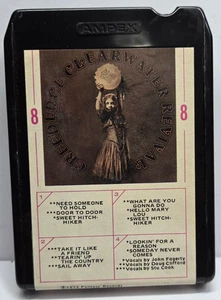 AMPEX
CREEDENCE CLEARWATER REVIVAL
8
8
1
**NEED SOMEONE
TO HOLD
***DOOR TO DOOR
*SWEET HITCH-
HIKER
3
**WHAT ARE YOU
GONNA DO
*HELLO MARY
LOU
*SWEET HITCH-
HIKER
2
***TAKE IT LIKE
A FRIEND
**TEARIN' UP
THE COUNTRY
***SAIL AWAY
4
*LOOKIN' FOR A
REASON
*SOMEDAY NEVER
COMES
*Vocals by John Fogerty
**Vocals by Doug Clifford
***Vocals by Stu Cook